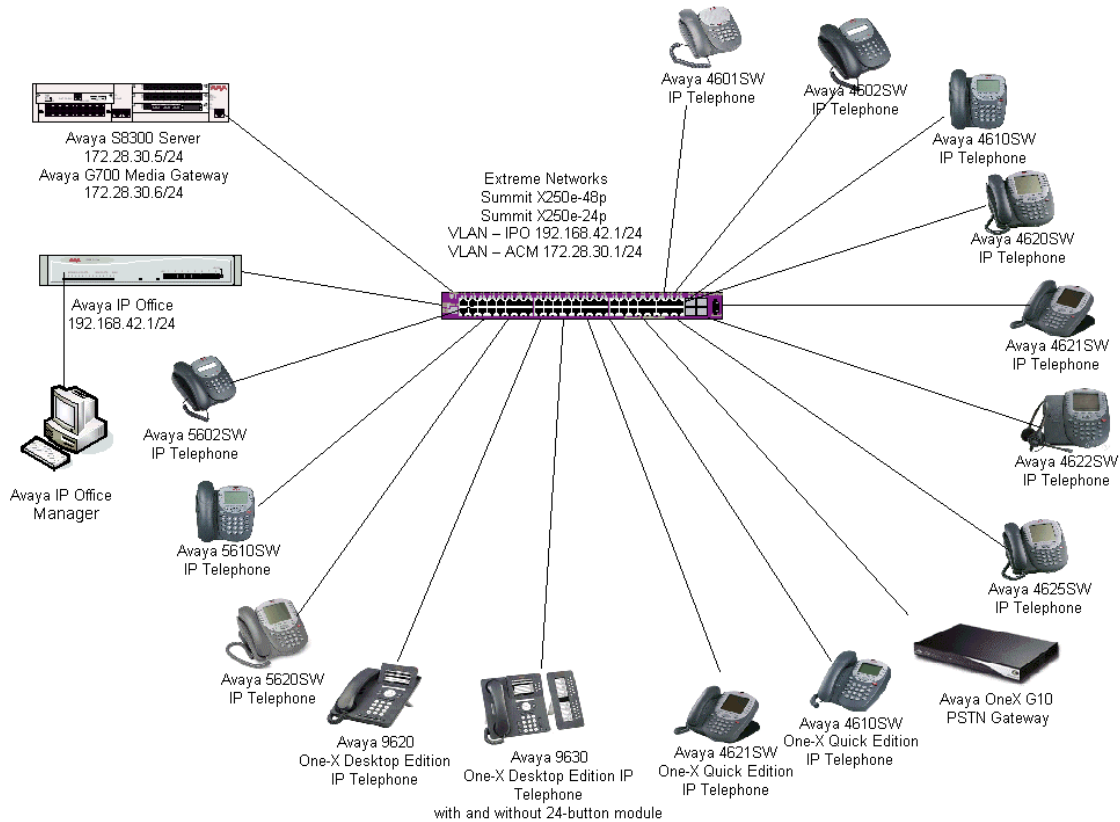 Avaya S8300 Server
172.28.30.5/24
Avaya G700 Media Gateway
172.28.30.6/24
Extreme Networks
Summit X250e-48p
Summit X250e-24p
VLAN – IPO 192.168.42.1/24
VLAN – ACM 172.28.30.1/24
Avaya 4601SW
IP Telephone
Avaya 4602SW
IP Telephone
Avaya 4610SW
IP Telephone
Avaya 4620SW
IP Telephone
Avaya IP Office
192.168.42.1/24
Avaya 4621SW
IP Telephone
Avaya 5602SW
IP Telephone
Avaya 4622SW
IP Telephone
Avaya IP Office
Manager
Avaya 5610SW
IP Telephone
Avaya 4625SW
IP Telephone
Avaya 5620SW
IP Telephone
Avaya 9620
One-X Desktop Edition
IP Telephone
Avaya 9630
One-X Desktop Edition IP
Telephone
with and without 24-button module
Avaya 4621SW
One-X Quick Edition
IP Telephone
Avaya 4610SW
One-X Quick Edition
IP Telephone
Avaya OneX G10
PSTN Gateway